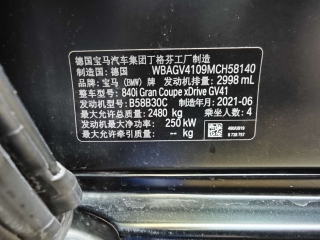 德国宝马汽车集团丁格芬工厂制造
制造国: 德国 WBAGV4109MCH58140
品牌: 宝马 (BMW) 牌 发动机排量: 2998 mL
整车型号: 840i Gran Coupe xDrive GV41
发动机型号: B58B30C 制造年月: 2021-06
最大设计总质量: 2480 kg 乘坐人数: 4
发动机最大净功率: 250 kW
最大允许牵引质量: -- kg